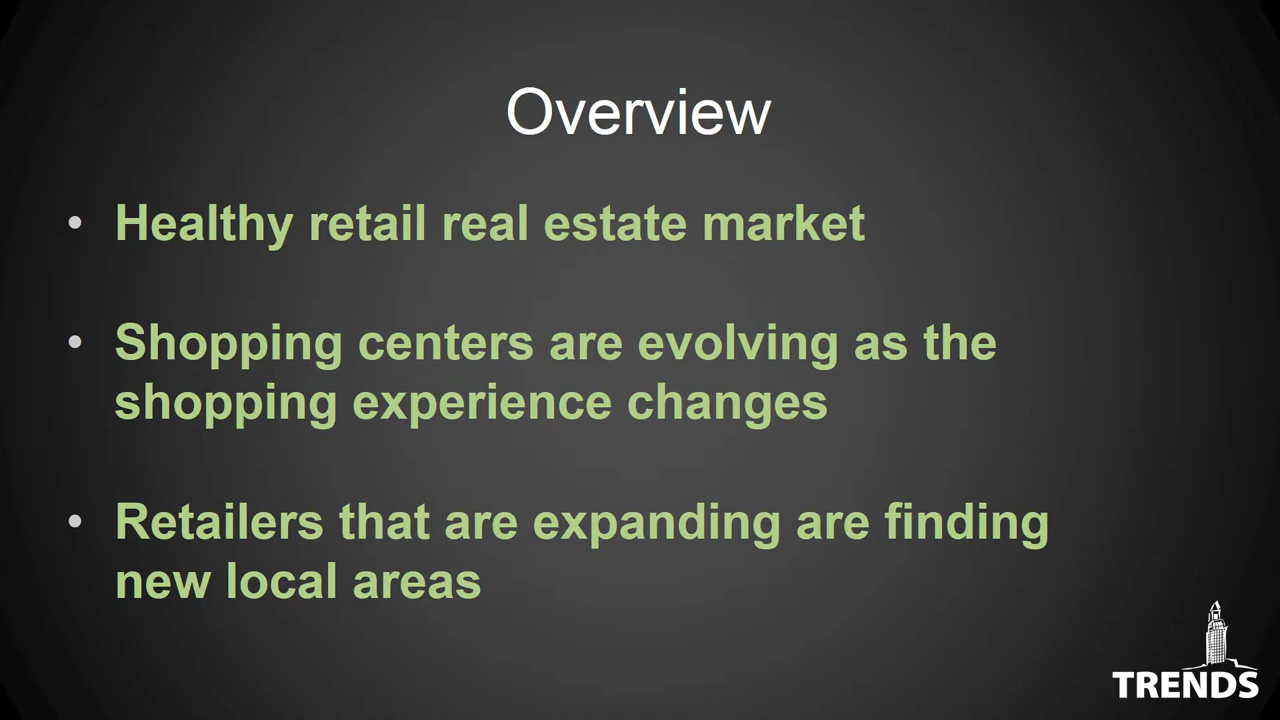 Overview
• Healthy retail real estate market
• Shopping centers are evolving as the
shopping experience changes
• Retailers that are expanding are finding
new local areas
TRENDS